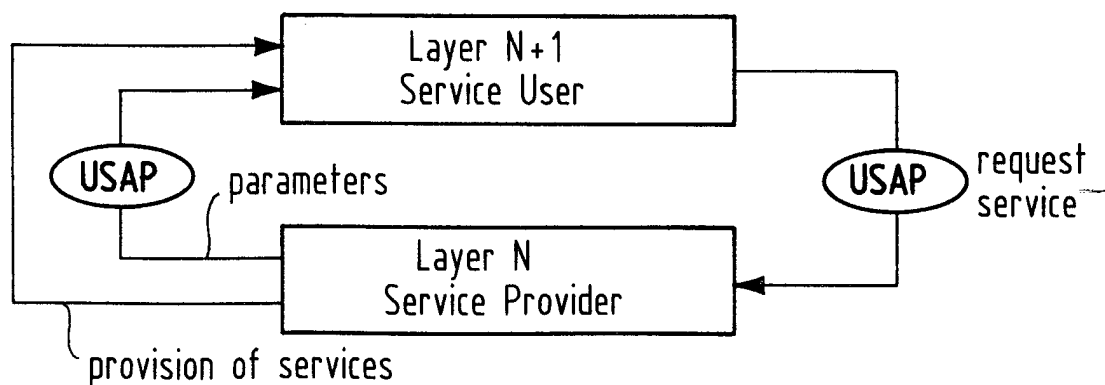 Layer N+1
Service User
USAP
USAP
request
service
parameters
Layer N
Service Provider
provision of services